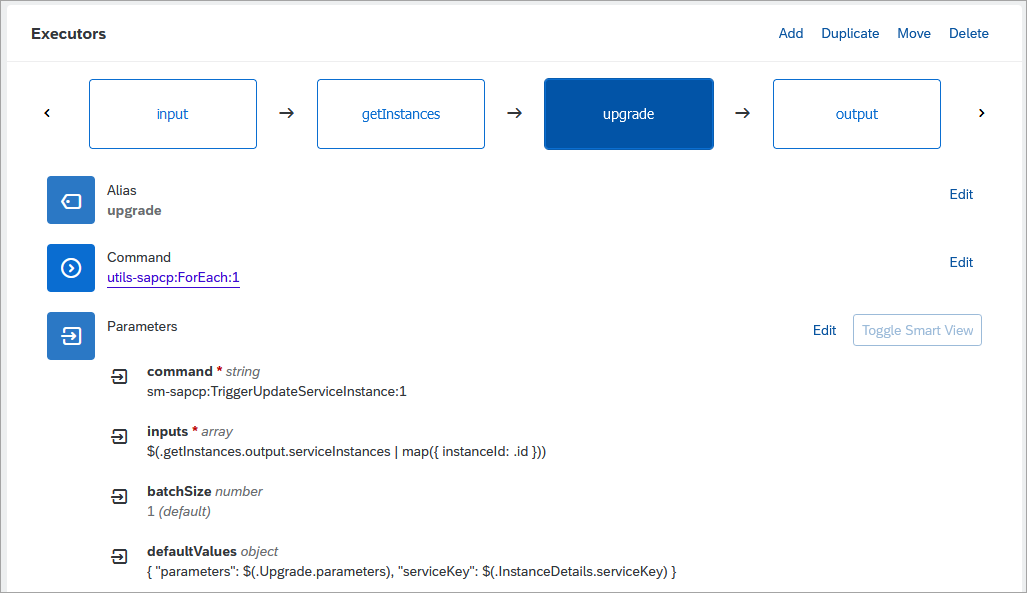 Executors
Add Duplicate Move Delete
input
getInstances
upgrade
output
Alias
upgrade
Edit
Command
utils-sapcp:ForEach:1
Edit
Parameters
Edit
Toggle Smart View
command * string
sm-sapcp:TriggerUpdateServiceInstance:1
inputs * array
$(.getInstances.output.serviceInstances | map({ instanceId: .id }))
batchSize number
1 (default)
defaultValues object
{ "parameters": $(.Upgrade.parameters), "serviceKey": $(.InstanceDetails.serviceKey) }